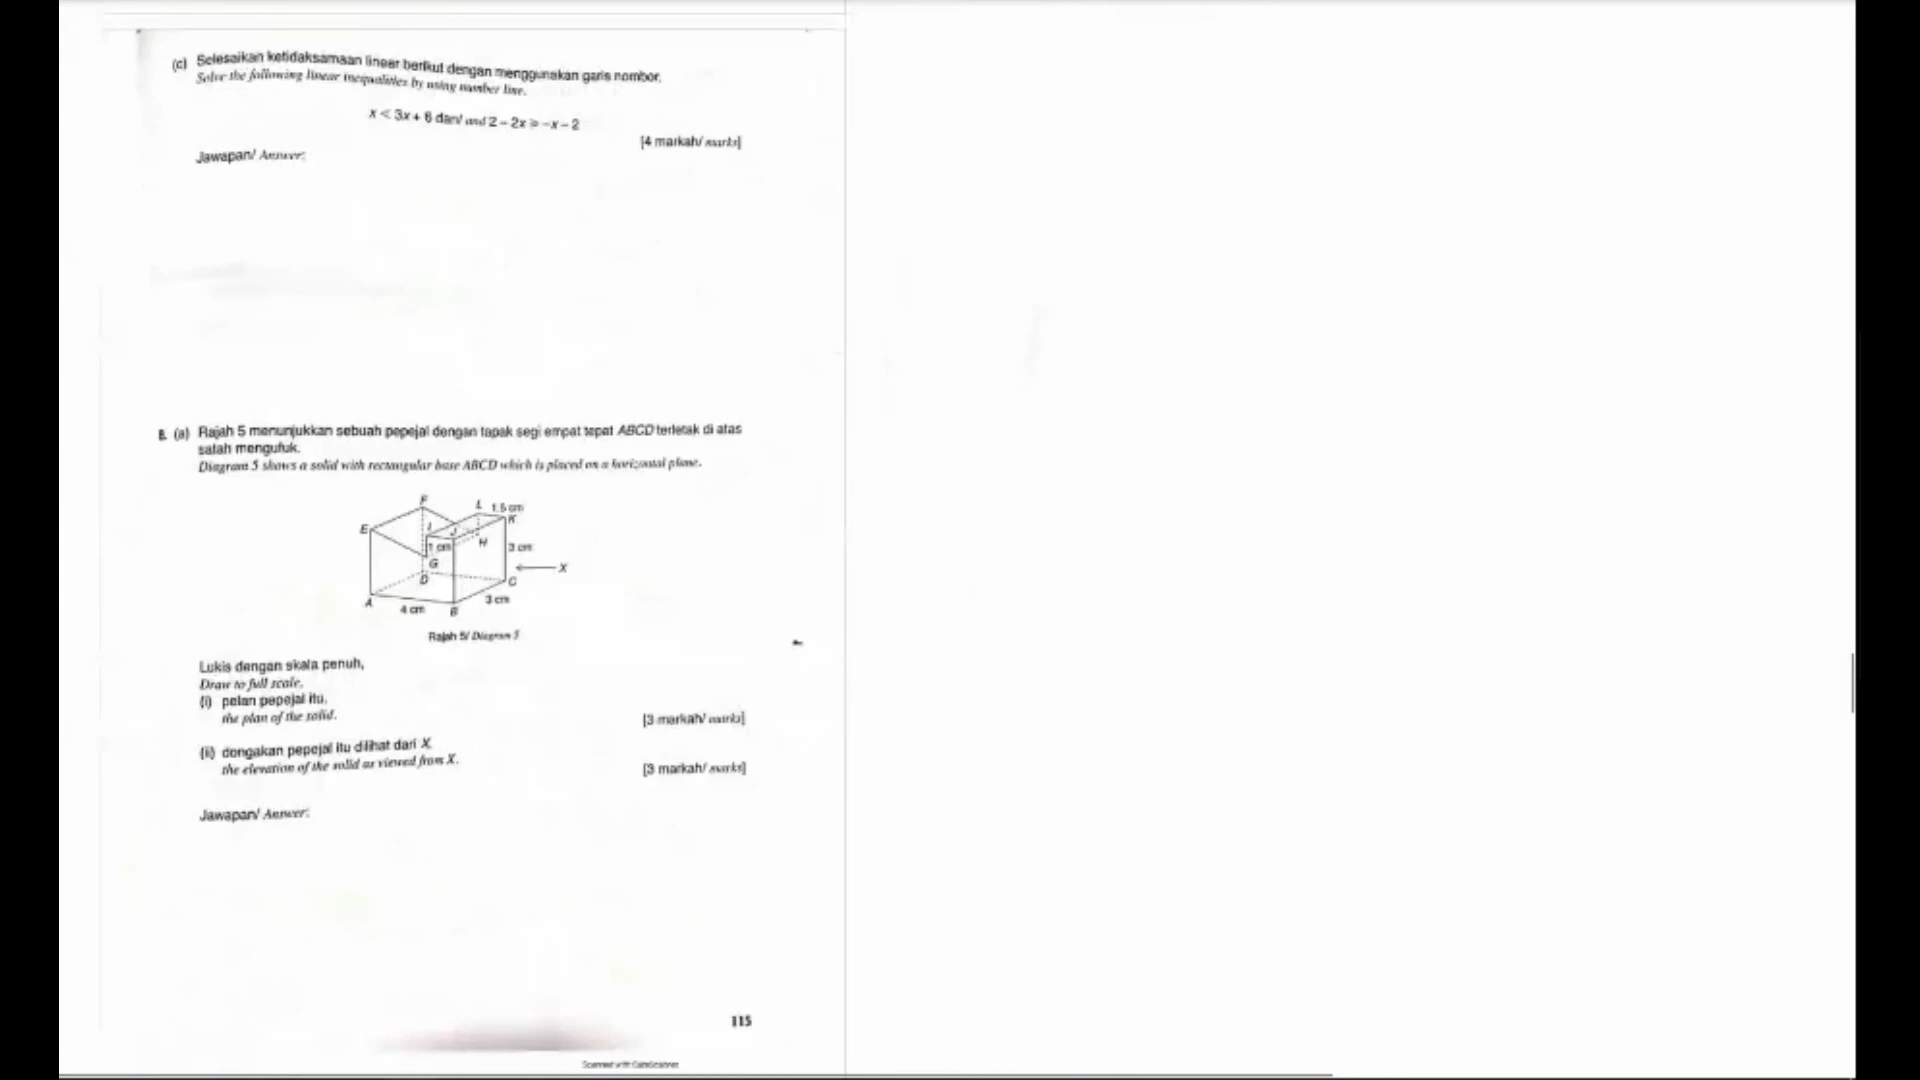 (c) Selesaikan ketidaksamaan linear berikut dengan menggunakan garis nombor.
Solve the following linear inequalities by using number line.
x < 3x + 6 dan/ and 2 – 2x ⩾ –x – 2
[4 markah/ marks]
Jawapan/ Answer:
(a) Rajah 5 menunjukkan sebuah pepejal dengan tapak segi empat tepat ABCD terletak di atas
satah mengufuk.
Diagram 5 shows a solid with rectangular base ABCD which is placed on a horizontal plane.
F
L 1.5 cm
K
E
I
J
1 cm
H
3 cm
G
X
D
C
A
3 cm
4 cm
B
Rajah 5/ Diagram 5
Lukis dengan skala penuh,
Draw to full scale,
(i) pelan pepejal itu.
the plan of the solid.
[3 markah/ marks]
(ii) dongakan pepejal itu dilihat dari X.
the elevation of the solid as viewed from X.
[3 markah/ marks]
Jawapan/ Answer:
115
Scanned with CamScanner